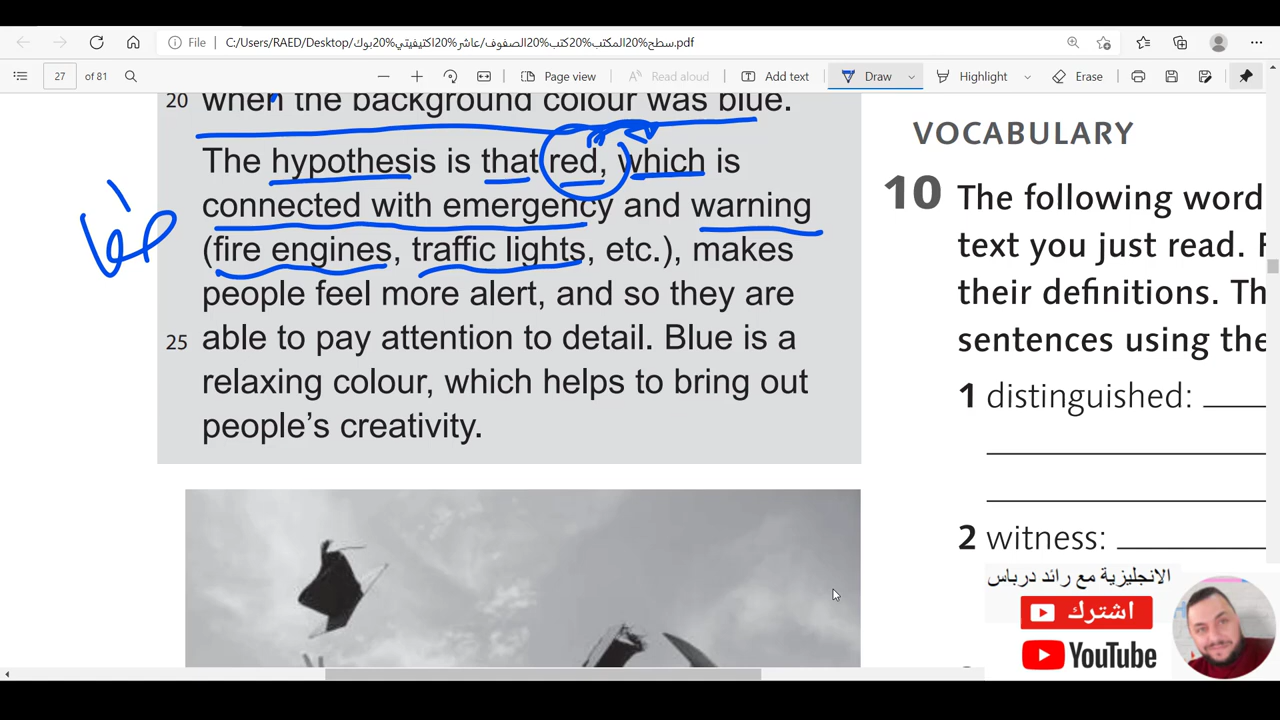 File C:/Users/RAED/Desktop/سطح%20المكتب%20كتب%20الصفوف/عاشر%20اكتيفيتي%20بوك.pdf
27 of 81 Page view Read aloud Add text Draw Highlight Erase
20 when the background colour was blue.
The hypothesis is that red, which is
connected with emergency and warning
(fire engines, traffic lights, etc.), makes
people feel more alert, and so they are
25 able to pay attention to detail. Blue is a
relaxing colour, which helps to bring out
people's creativity.
VOCABULARY
10 The following word
text you just read. F
their definitions. Th
sentences using the
1 distinguished:
2 witness:
الانجليزية مع رائد درباس
اشترك
YouTube